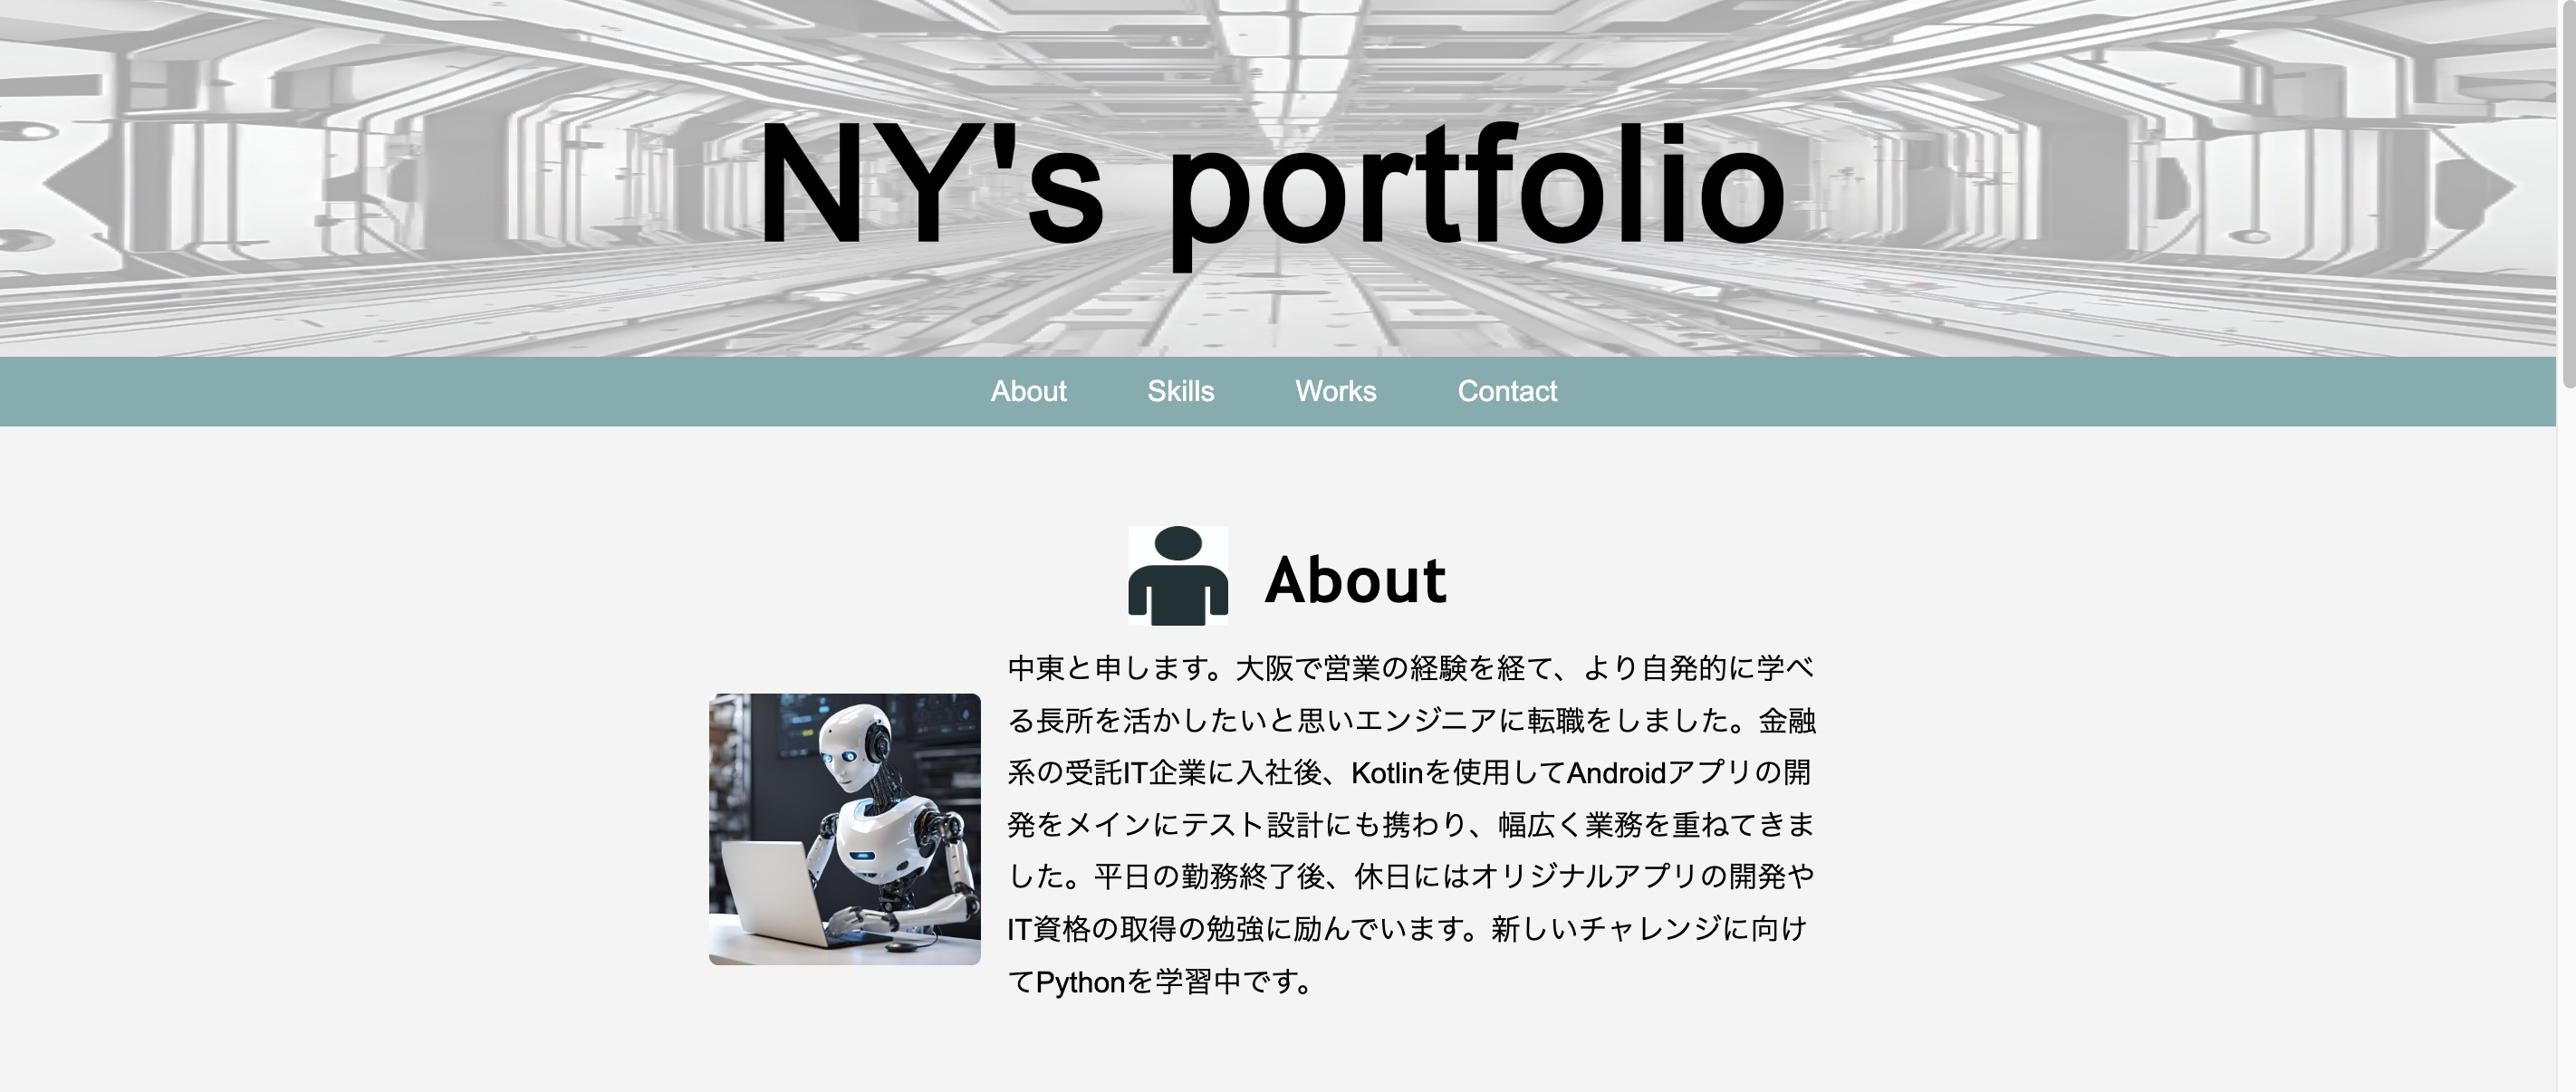 NY's portfolio
About Skills Works Contact
About
中東と申します。大阪で営業の経験を経て、より自発的に学べ
る長所を活かしたいと思いエンジニアに転職をしました。金融
系の受託IT企業に入社後、Kotlinを使用してAndroidアプリの開
発をメインにテスト設計にも携わり、幅広く業務を重ねてきま
した。平日の勤務終了後、休日にはオリジナルアプリの開発や
IT資格の取得の勉強に励んでいます。新しいチャレンジに向け
てPythonを学習中です。